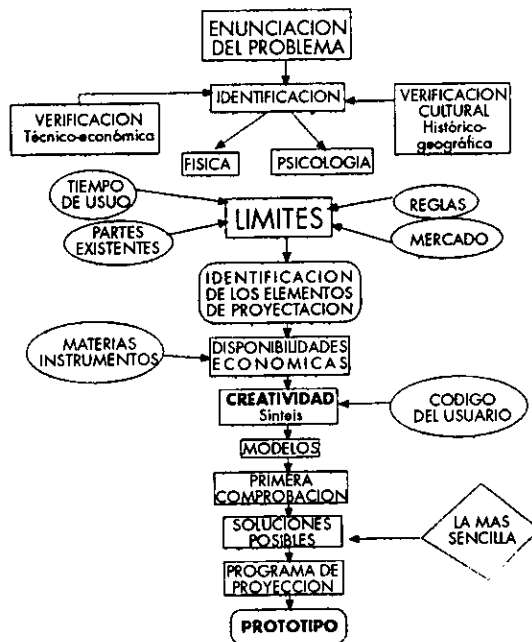 ENUNCIACION
DEL PROBLEMA
IDENTIFICACION
VERIFICACION
Técnico-económica
VERIFICACION
CULTURAL
Histórico-
geográfica
FISICA
PSICOLOGIA
TIEMPO
DE USUO
PARTES
EXISTENTES
LIMITES
REGLAS
MERCADO
IDENTIFICACION
DE LOS ELEMENTOS
DE PROYECTACION
MATERIAS
INSTRUMENTOS
DISPONIBILIDADES
ECONOMICAS
CREATIVIDAD
Sinteis
CODIGO
DEL USUARIO
MODELOS
PRIMERA
COMPROBACION
SOLUCIONES
POSIBLES
LA MAS
SENCILLA
PROGRAMA DE
PROYECCION
PROTOTIPO